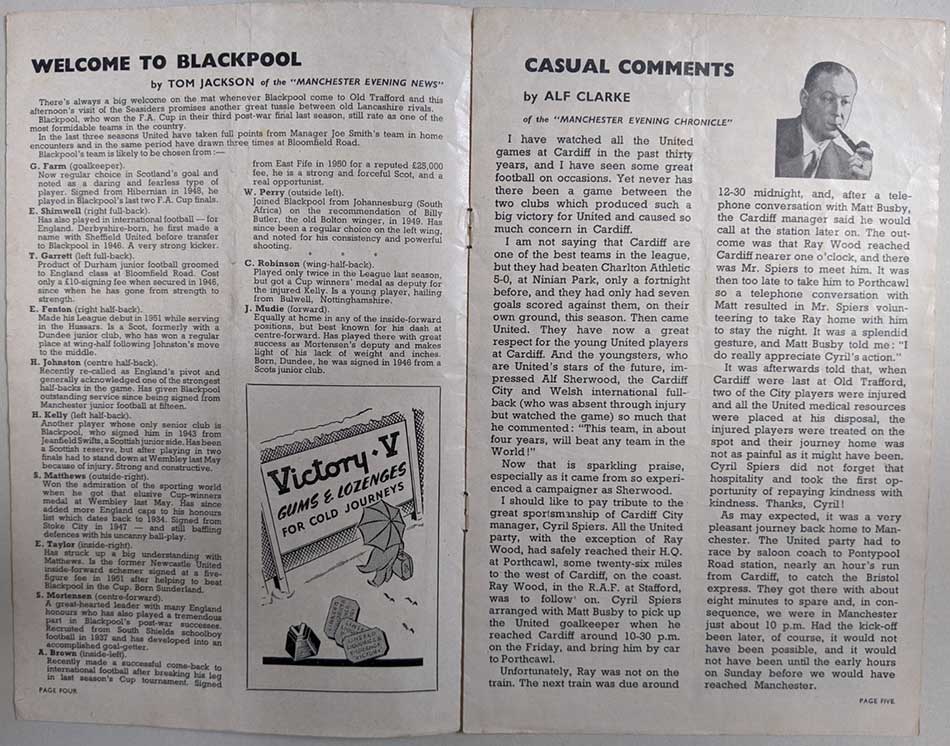 WELCOME TO BLACKPOOL
by TOM JACKSON of the "MANCHESTER EVENING NEWS"
There's always a big welcome on the mat whenever Blackpool come to Old Trafford and this
afternoon's visit of the Seasiders promises another great tussle between old Lancashire rivals.
Blackpool, who won the F.A. Cup in their third post-war final last season, still rate as one of the
most formidable teams in the country.
In the last three seasons United have taken full points from Manager Joe Smith's team in home
encounters and in the same period have drawn three times at Bloomfield Road.
Blackpool's team is likely to be chosen from :—
G. Farm (goalkeeper).
Now regular choice in Scotland's goal and
noted as a daring and fearless type of
player. Signed from Hibernian in 1948, he
played in Blackpool's last two F.A. Cup finals.
E. Shimwell (right full-back).
Has also played in international football — for
England. Derbyshire-born, he first made a
name with Sheffield United before transfer
to Blackpool in 1946. A very strong kicker.
T. Garrett (left full-back).
Product of Durham junior football groomed
to England class at Bloomfield Road. Cost
only a £10-signing fee when secured in 1946,
since when he has gone from strength to
strength.
E. Fenton (right half-back).
Made his League debut in 1951 while serving
in the Hussars. Is a Scot, formerly with a
Dundee junior club, who has won a regular
place at wing-half following Johnston's move
to the middle.
H. Johnston (centre half-back).
Recently re-called as England's pivot and
generally acknowledged one of the strongest
half-backs in the game. Has given Blackpool
outstanding service since being signed from
Manchester junior football at fifteen.
H. Kelly (left half-back).
Another player whose only senior club is
Blackpool, who signed him in 1943 from
Jeanfield Swifts, a Scottish junior side. Has been
a Scottish reserve, but after playing in two
finals had to stand down at Wembley last May
because of injury. Strong and constructive.
S. Matthews (outside-right).
Won the admiration of the sporting world
when he got that elusive Cup-winners
medal at Wembley last May. Has since
added more England caps to his honours
list which dates back to 1934. Signed from
Stoke City in 1947 — and still baffling
defences with his uncanny ball-play.
E. Taylor (inside-right).
Has struck up a big understanding with
Matthews. Is the former Newcastle United
inside-forward schemer signed at a five-
figure fee in 1951 after helping to beat
Blackpool in the Cup. Born Sunderland.
S. Mortensen (centre-forward).
A great-hearted leader with many England
honours who has also played a tremendous
part in Blackpool's post-war successes.
Recruited from South Shields schoolboy
football in 1937 and has developed into an
accomplished goal-getter.
A. Brown (inside-left).
Recently made a successful come-back to
international football after breaking his leg
in last season's Cup tournament. Signed
PAGE FOUR
from East Fife in 1950 for a reputed £25,000
fee, he is a strong and forceful Scot, and a
real opportunist.
W. Perry (outside left).
Joined Blackpool from Johannesburg (South
Africa) on the recommendation of Billy
Butler, the old Bolton winger, in 1949. Has
since been a regular choice on the left wing,
and noted for his consistency and powerful
shooting.
* * *
C. Robinson (wing-half-back).
Played only twice in the League last season,
but got a Cup winners' medal as deputy for
the injured Kelly. Is a young player, hailing
from Bulwell, Nottinghamshire.
J. Mudie (forward).
Equally at home in any of the inside-forward
positions, but best known for his dash at
centre-forward. Has played there with great
success as Mortensen's deputy and makes
light of his lack of weight and inches.
Born, Dundee, he was signed in 1946 from a
Scots junior club.
Victory · V
GUMS & LOZENGES
FOR COLD JOURNEYS
CASUAL COMMENTS
by ALF CLARKE
of the "MANCHESTER EVENING CHRONICLE"
I have watched all the United
games at Cardiff in the past thirty
years, and I have seen some great
football on occasions. Yet never has
there been a game between the
two clubs which produced such a
big victory for United and caused so
much concern in Cardiff.
I am not saying that Cardiff are
one of the best teams in the league,
but they had beaten Charlton Athletic
5-0, at Ninian Park, only a fortnight
before, and they had only had seven
goals scored against them, on their
own ground, this season. Then came
United. They have now a great
respect for the young United players
at Cardiff. And the youngsters, who
are United's stars of the future, im-
pressed Alf Sherwood, the Cardiff
City and Welsh international full-
back (who was absent through injury
but watched the game) so much that
he commented: "This team, in about
four years, will beat any team in the
World!"
Now that is sparkling praise,
especially as it came from so experi-
enced a campaigner as Sherwood.
I should like to pay tribute to the
great sportsmanship of Cardiff City
manager, Cyril Spiers. All the United
party, with the exception of Ray
Wood, had safely reached their H.Q.
at Porthcawl, some twenty-six miles
to the west of Cardiff, on the coast.
Ray Wood, in the R.A.F. at Stafford,
was to follow on. Cyril Spiers
arranged with Matt Busby to pick up
the United goalkeeper when he
reached Cardiff around 10-30 p.m.
on the Friday, and bring him by car
to Porthcawl.
Unfortunately, Ray was not on the
train. The next train was due around
12-30 midnight, and, after a tele-
phone conversation with Matt Busby,
the Cardiff manager said he would
call at the station later on. The out-
come was that Ray Wood reached
Cardiff nearer one o'clock, and there
was Mr. Spiers to meet him. It was
then too late to take him to Porthcawl
so a telephone conversation with
Matt resulted in Mr. Spiers volun-
teering to take Ray home with him
to stay the night. It was a splendid
gesture, and Matt Busby told me: "I
do really appreciate Cyril's action."
It was afterwards told that, when
Cardiff were last at Old Trafford,
two of the City players were injured
and all the United medical resources
were placed at his disposal, the
injured players were treated on the
spot and their journey home was
not as painful as it might have been.
Cyril Spiers did not forget that
hospitality and took the first op-
portunity of repaying kindness with
kindness. Thanks, Cyril!
As may expected, it was a very
pleasant journey back home to Man-
chester. The United party had to
race by saloon coach to Pontypool
Road station, nearly an hour's run
from Cardiff, to catch the Bristol
express. They got there with about
eight minutes to spare and, in con-
sequence, we were in Manchester
just about 10 p.m. Had the kick-off
been later, of course, it would not
have been possible, and it would
not have been until the early hours
on Sunday before we would have
reached Manchester.
PAGE FIVE